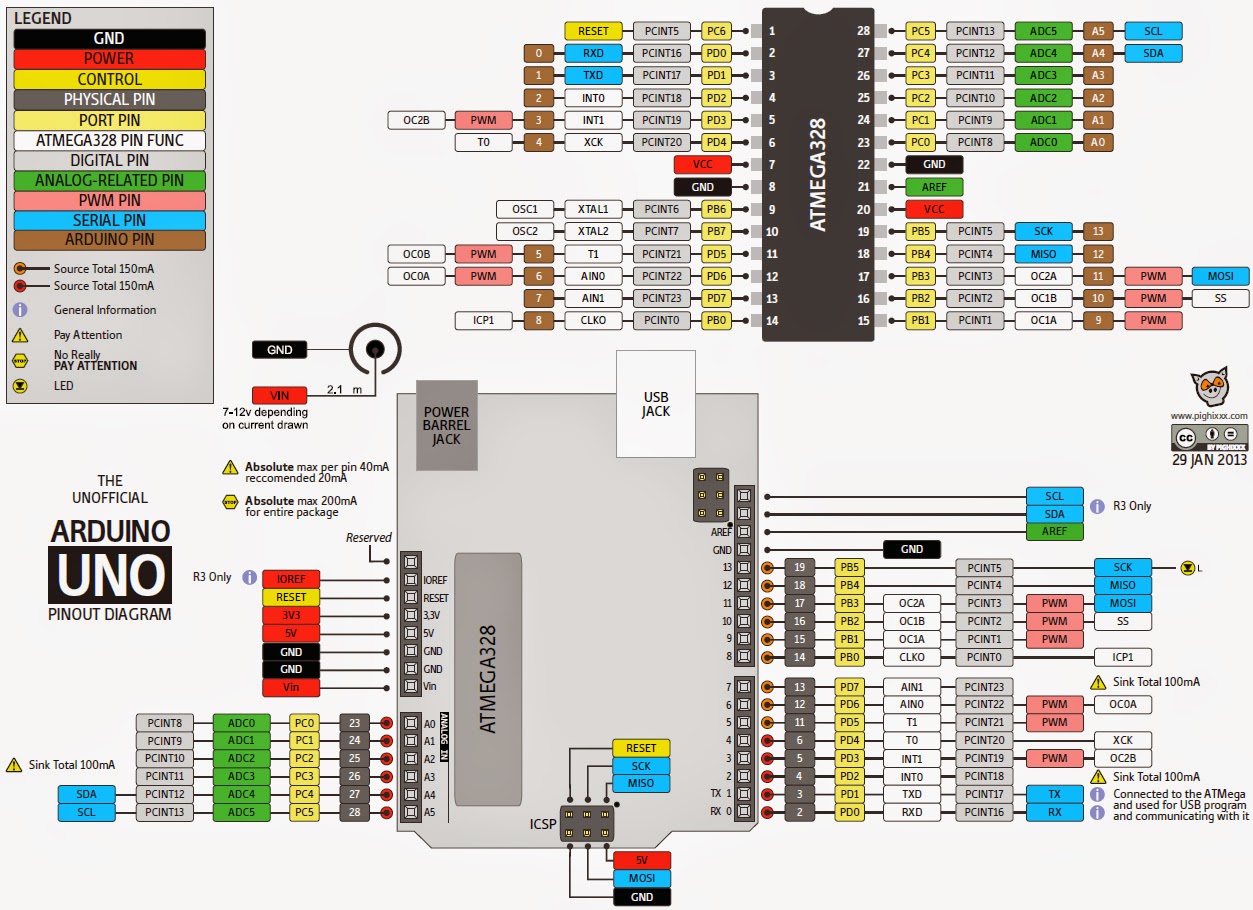 LEGEND
GND
POWER
CONTROL
PHYSICAL PIN
PORT PIN
ATMEGA328 PIN FUNC
DIGITAL PIN
ANALOG-RELATED PIN
PWM PIN
SERIAL PIN
ARDUINO PIN
Source Total 150mA
Source Total 150mA
i General Information
Pay Attention
STOP No Really
PAY ATTENTION
LED
ATMEGA328
RESET PCINT5 PC6 1
0 RXD PCINT16 PD0 2
1 TXD PCINT17 PD1 3
2 INT0 PCINT18 PD2 4
OC2B PWM 3 INT1 PCINT19 PD3 5
T0 4 XCK PCINT20 PD4 6
VCC 7
GND 8
OSC1 XTAL1 PCINT6 PB6 9
OSC2 XTAL2 PCINT7 PB7 10
OC0B PWM 5 T1 PCINT21 PD5 11
OC0A PWM 6 AIN0 PCINT22 PD6 12
7 AIN1 PCINT23 PD7 13
ICP1 8 CLKO PCINT0 PB0 14
28 PC5 PCINT13 ADC5 A5 SCL
27 PC4 PCINT12 ADC4 A4 SDA
26 PC3 PCINT11 ADC3 A3
25 PC2 PCINT10 ADC2 A2
24 PC1 PCINT9 ADC1 A1
23 PC0 PCINT8 ADC0 A0
22 GND
21 AREF
20 VCC
19 PB5 PCINT5 SCK 13
18 PB4 PCINT4 MISO 12
17 PB3 PCINT3 OC2A 11 PWM MOSI
16 PB2 PCINT2 OC1B 10 PWM SS
15 PB1 PCINT1 OC1A 9 PWM
GND
VIN 2.1 m
7-12v depending
on current drawn
POWER
BARREL
JACK
USB
JACK
www.pighixxx.com
cc
BY PIGHIXXX
29 JAN 2013
Absolute max per pin 40mA
reccomended 20mA
STOP Absolute max 200mA
for entire package
THE
UNOFFICIAL
ARDUINO
UNO
PINOUT DIAGRAM
Reserved
R3 Only i IOREF IOREF
RESET RESET
3V3 3,3V
5V 5V
GND GND
GND GND
Vin Vin
ATMEGA328
ANALOG IN
PCINT8 ADC0 PC0 23 A0
PCINT9 ADC1 PC1 24 A1
PCINT10 ADC2 PC2 25 A2
Sink Total 100mA
PCINT11 ADC3 PC3 26 A3
SDA PCINT12 ADC4 PC4 27 A4
SCL PCINT13 ADC5 PC5 28 A5
SCL
SDA i R3 Only
AREF AREF
GND GND
13 19 PB5 PCINT5 SCK L
12 18 PB4 PCINT4 MISO
11 17 PB3 OC2A PCINT3 PWM MOSI
10 16 PB2 OC1B PCINT2 PWM SS
9 15 PB1 OC1A PCINT1 PWM
8 14 PB0 CLKO PCINT0 ICP1
Sink Total 100mA
7 13 PD7 AIN1 PCINT23
6 12 PD6 AIN0 PCINT22 PWM OC0A
5 11 PD5 T1 PCINT21 PWM
4 6 PD4 T0 PCINT20 XCK
3 5 PD3 INT1 PCINT19 PWM OC2B
2 4 PD2 INT0 PCINT18
Sink Total 100mA
TX 1 3 PD1 TXD PCINT17 TX i
RX 0 2 PD0 RXD PCINT16 RX i
Connected to the ATMega
and used for USB program
and communicating with it
RESET
SCK
MISO
ICSP
5V
MOSI
GND